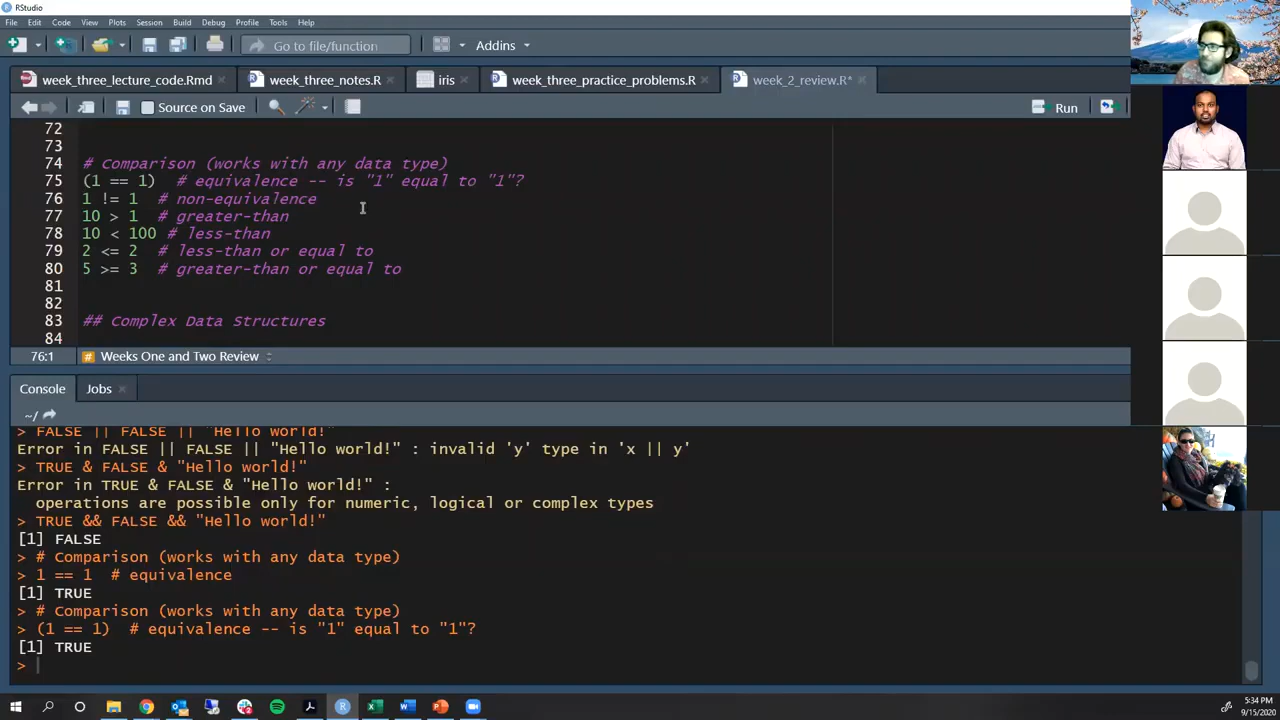 RStudio
File Edit Code View Plots Session Build Debug Profile Tools Help
Go to file/function Addins
week_three_lecture_code.Rmd week_three_notes.R iris week_three_practice_problems.R week_2_review.R*
Source on Save Run
72
73
74 # Comparison (works with any data type)
75 (1 == 1) # equivalence -- is "1" equal to "1"?
76 1 != 1 # non-equivalence
77 10 > 1 # greater-than
78 10 < 100 # less-than
79 2 <= 2 # less-than or equal to
80 5 >= 3 # greater-than or equal to
81
82
83 ## Complex Data Structures
84
76:1 # Weeks One and Two Review
Console Jobs
~/
> FALSE || FALSE || "Hello world!"
Error in FALSE || FALSE || "Hello world!" : invalid 'y' type in 'x || y'
> TRUE & FALSE & "Hello world!"
Error in TRUE & FALSE & "Hello world!" :
operations are possible only for numeric, logical or complex types
> TRUE && FALSE && "Hello world!"
[1] FALSE
> # Comparison (works with any data type)
> 1 == 1 # equivalence
[1] TRUE
> # Comparison (works with any data type)
> (1 == 1) # equivalence -- is "1" equal to "1"?
[1] TRUE
>
5:34 PM
9/15/2020